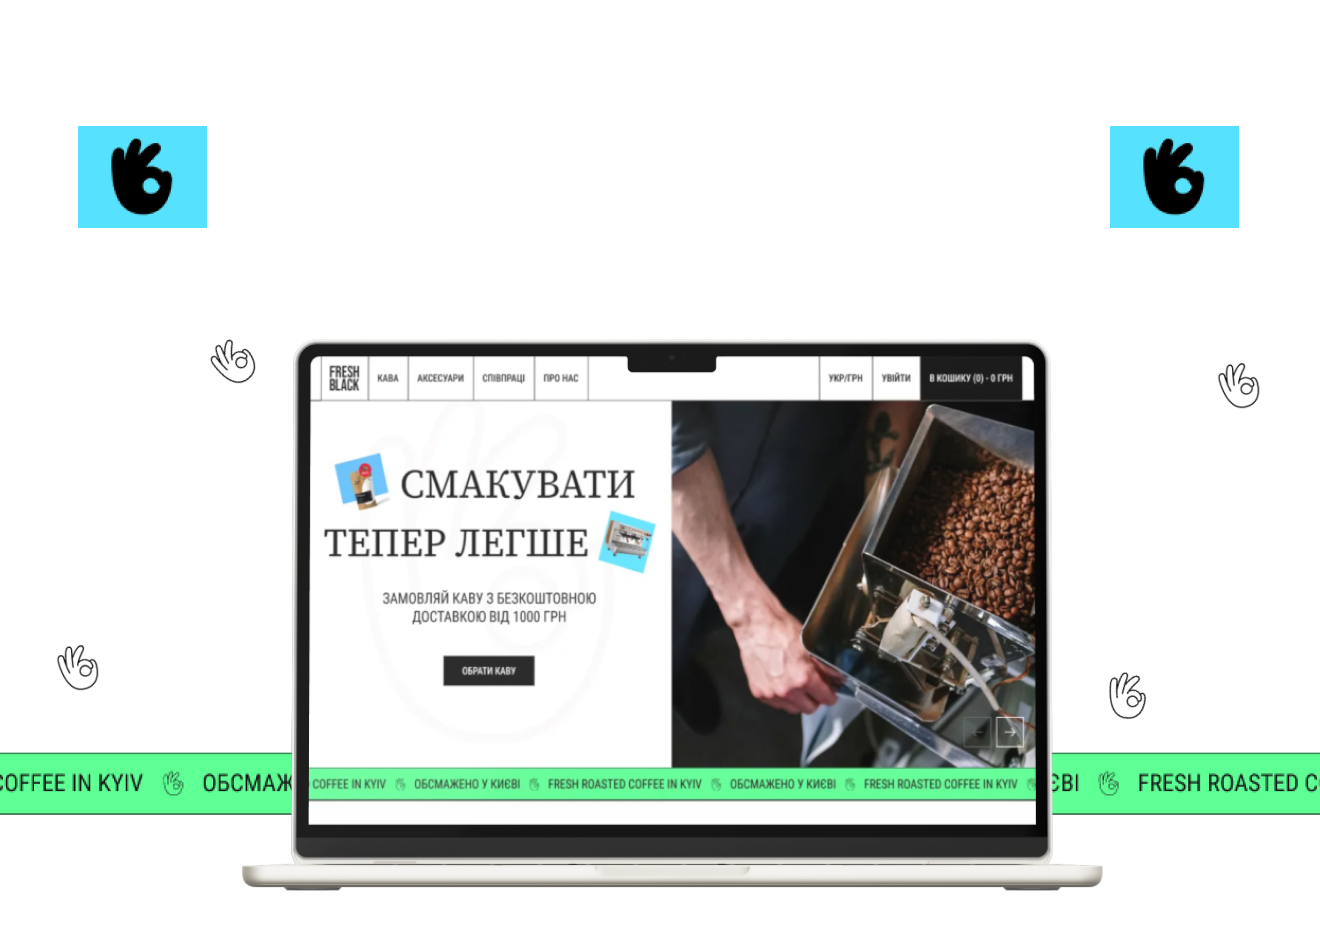 FRESH
BLACK
КАВА
АКСЕСУАРИ
СПІВПРАЦІ
ПРО НАС
УКР/ГРН
УВІЙТИ
В КОШИКУ (0) - 0 ГРН
СМАКУВАТИ
ТЕПЕР ЛЕГШЕ
ЗАМОВЛЯЙ КАВУ З БЕЗКОШТОВНОЮ
ДОСТАВКОЮ ВІД 1000 ГРН
ОБРАТИ КАВУ
COFFEE IN KYIV ОБСМАЖ
COFFEE IN KYIV ОБСМАЖЕНО У КИЄВІ FRESH ROASTED COFFEE IN KYIV ОБСМАЖЕНО У КИЄВІ FRESH ROASTED COFFEE IN KYIV
ЄВІ FRESH ROASTED C